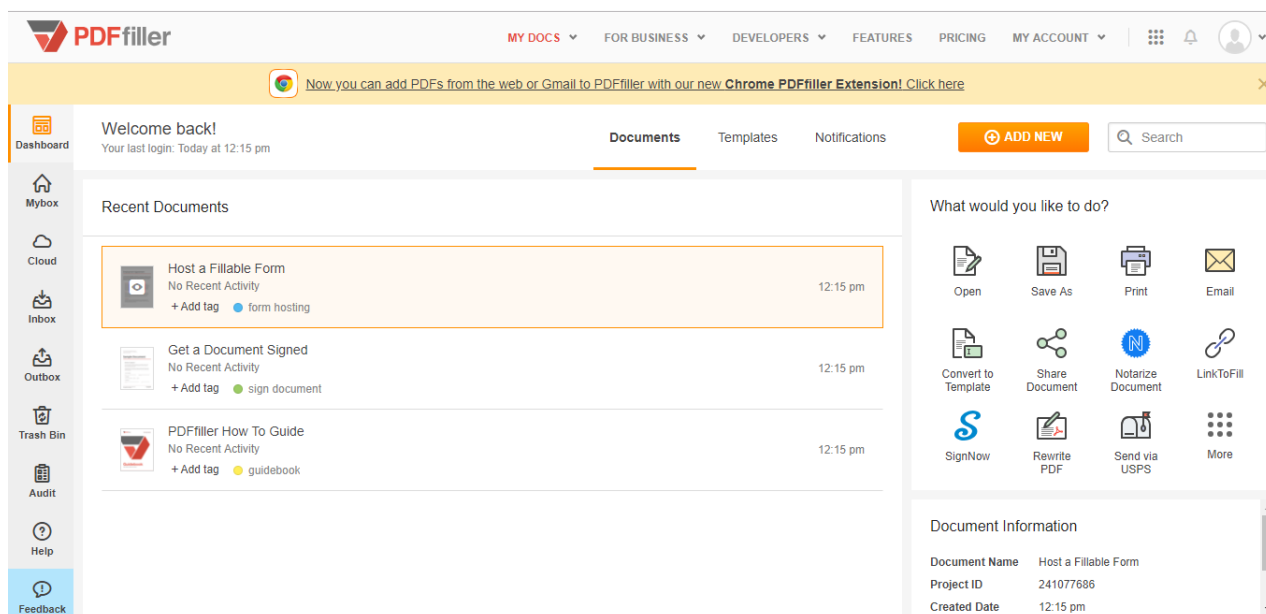 PDFfiller
MY DOCS
FOR BUSINESS
DEVELOPERS
FEATURES
PRICING
MY ACCOUNT
Now you can add PDFs from the web or Gmail to PDFfiller with our new Chrome PDFfiller Extension! Click here
Dashboard
Mybox
Cloud
Inbox
Outbox
Trash Bin
Audit
Help
Feedback
Welcome back!
Your last login: Today at 12:15 pm
Documents
Templates
Notifications
ADD NEW
Search
Recent Documents
Host a Fillable Form
No Recent Activity
+ Add tag
form hosting
12:15 pm
Get a Document Signed
No Recent Activity
+ Add tag
sign document
12:15 pm
PDFfiller How To Guide
No Recent Activity
+ Add tag
guidebook
12:15 pm
What would you like to do?
Open
Save As
Print
Email
Convert to
Template
Share
Document
N
Notarize
Document
LinkToFill
SignNow
Rewrite
PDF
Send via
USPS
More
Document Information
Document Name Host a Fillable Form
Project ID 241077686
Created Date 12:15 pm